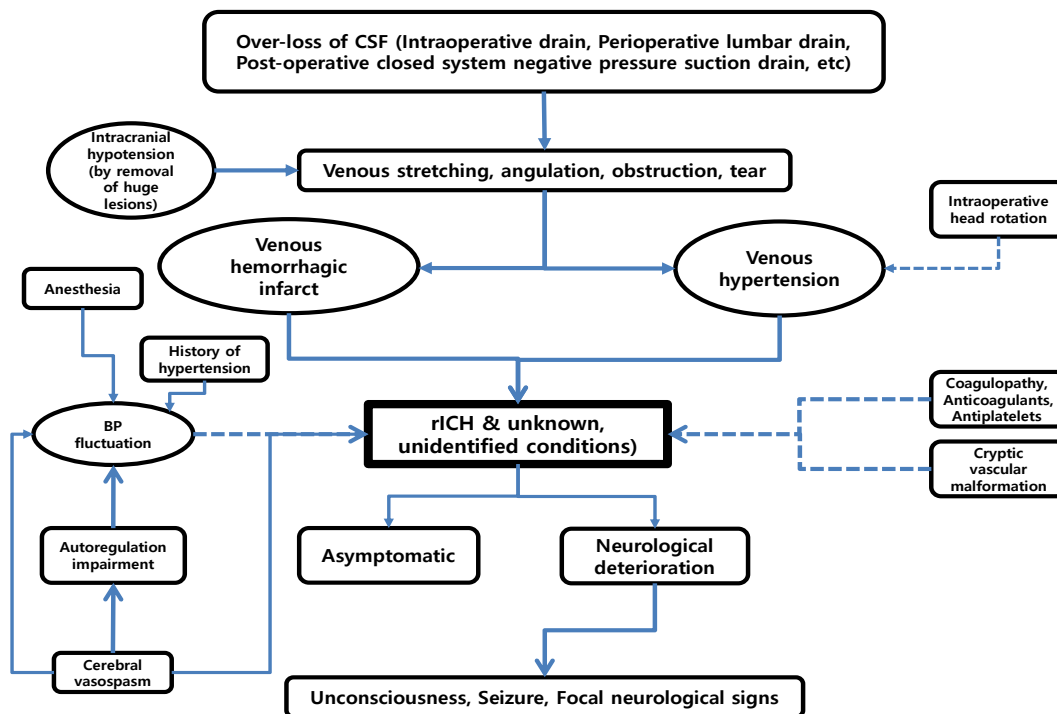 Over-loss of CSF (Intraoperative drain, Perioperative lumbar drain,
Post-operative closed system negative pressure suction drain, etc)
Intracranial
hypotension
(by removal
of huge
lesions)
Venous stretching, angulation, obstruction, tear
Intraoperative
head rotation
Venous
hemorrhagic
infarct
Venous
hypertension
Anesthesia
History of
hypertension
BP
fluctuation
rICH & unknown,
unidentified conditions)
Coagulopathy,
Anticoagulants,
Antiplatelets
Cryptic
vascular
malformation
Autoregulation
impairment
Asymptomatic
Neurological
deterioration
Cerebral
vasospasm
Unconsciousness, Seizure, Focal neurological signs